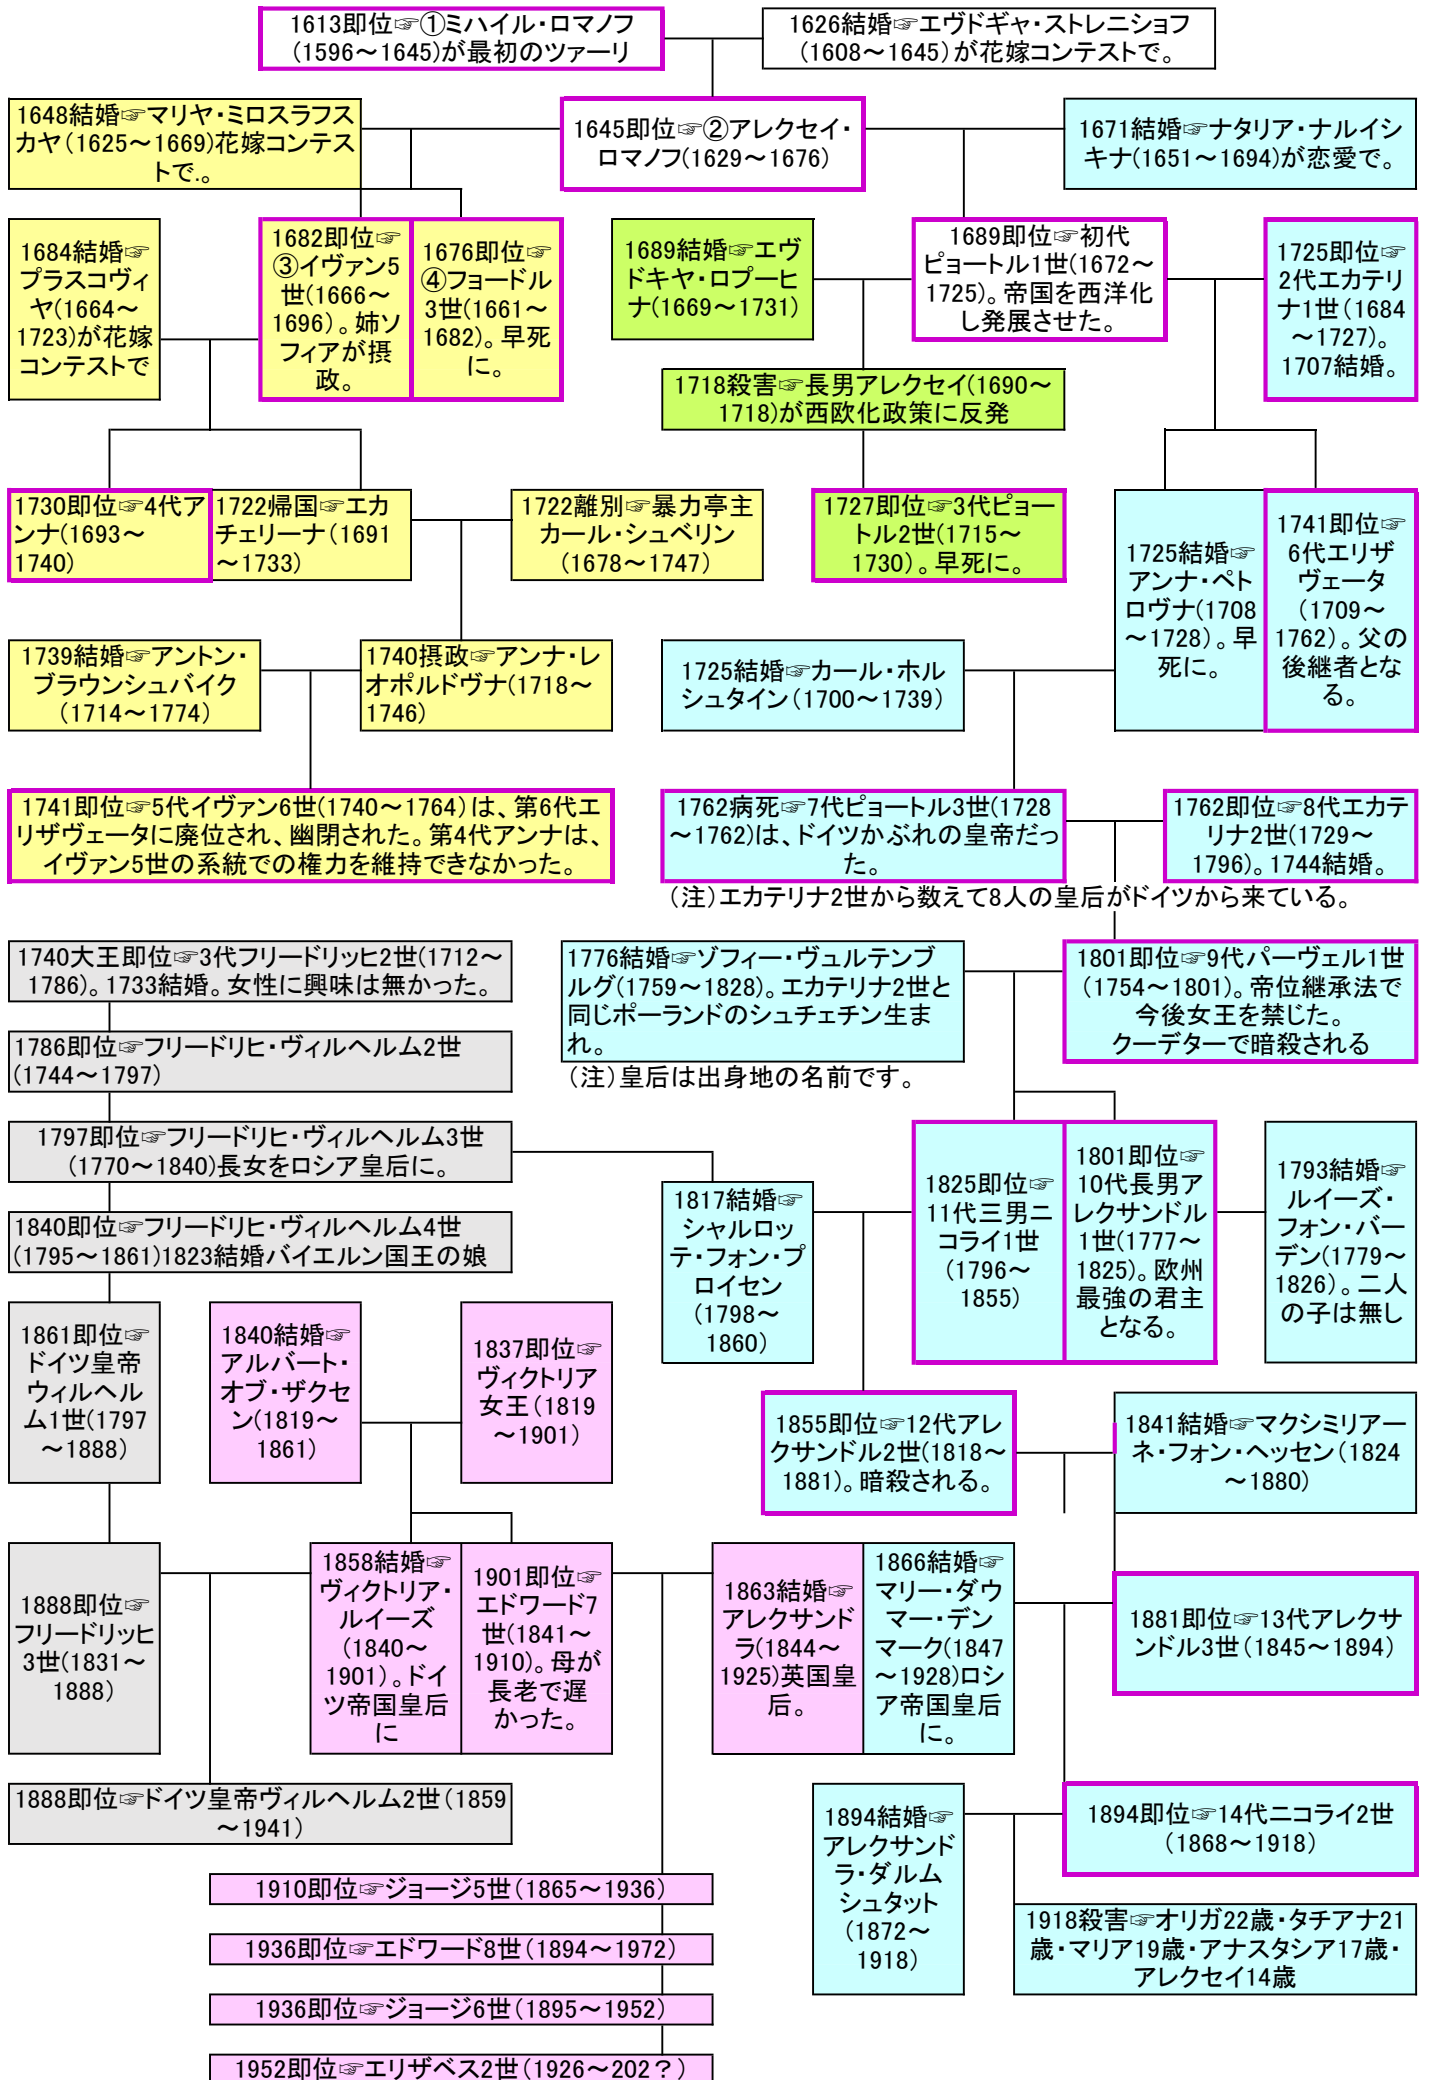 1613即位☞①ミハイル・ロマノフ
(1596～1645)が最初のツァーリ
1626結婚☞エヴドギャ・ストレニショフ
(1608～1645)が花嫁コンテストで。
1648結婚☞マリヤ・ミロスラフス
カヤ(1625～1669)花嫁コンテス
トで.。
1645即位☞②アレクセイ・
ロマノフ(1629～1676)
1671結婚☞ナタリア・ナルイシ
キナ(1651～1694)が恋愛で。
1684結婚☞
プラスコヴィ
ヤ(1664～
1723)が花嫁
コンテストで
1682即位☞
③イヴァン5
世(1666～
1696)。姉ソ
フィアが摂
政。
1676即位☞
④フョードル
3世(1661～
1682)。早死
に。
1689結婚☞エヴ
ドキヤ・ロプーヒ
ナ(1669～1731)
1689即位☞初代
ピョートル1世(1672～
1725)。帝国を西洋化
し発展させた。
1725即位☞
2代エカテリ
ナ1世(1684
～1727)。
1707結婚。
1718殺害☞長男アレクセイ(1690～
1718)が西欧化政策に反発
1730即位☞4代ア
ンナ(1693～
1740)
1722帰国☞エカ
チェリーナ(1691
～1733)
1722離別☞暴力亭主
カール・シュベリン
(1678～1747)
1727即位☞3代ピョー
トル2世(1715～
1730)。早死に。
1725結婚☞
アンナ・ペト
ロヴナ(1708
～1728)。早
死に。
1741即位☞
6代エリザ
ヴェータ
(1709～
1762)。父の
後継者とな
る。
1739結婚☞アントン・
ブラウンシュバイク
(1714～1774)
1740摂政☞アンナ・レ
オポルドヴナ(1718～
1746)
1725結婚☞カール・ホル
シュタイン(1700～1739)
1741即位☞5代イヴァン6世(1740～1764)は、第6代エ
リザヴェータに廃位され、幽閉された。第4代アンナは、
イヴァン5世の系統での権力を維持できなかった。
1762病死☞7代ピョートル3世(1728
～1762)は、ドイツかぶれの皇帝だっ
た。
1762即位☞8代エカテ
リナ2世(1729～
1796)。1744結婚。
(注)エカテリナ2世から数えて8人の皇后がドイツから来ている。
1740大王即位☞3代フリードリッヒ2世(1712～
1786)。1733結婚。女性に興味は無かった。
1776結婚☞ゾフィー・ヴュルテンブ
ルグ(1759～1828)。エカテリナ2世と
同じポーランドのシュチェチン生ま
れ。
1801即位☞9代パーヴェル1世
(1754～1801)。帝位継承法で
今後女王を禁じた。
クーデターで暗殺される
1786即位☞フリードリヒ・ヴィルヘルム2世
(1744～1797)
(注)皇后は出身地の名前です。
1797即位☞フリードリヒ・ヴィルヘルム3世
(1770～1840)長女をロシア皇后に。
1817結婚☞
シャルロッ
テ・フォン・プ
ロイセン
(1798～
1860)
1825即位☞
11代三男ニ
コライ1世
(1796～
1855)
1801即位☞
10代長男ア
レクサンドル
1世(1777～
1825)。欧州
最強の君主
となる。
1793結婚☞
ルイーズ・
フォン・バー
デン(1779～
1826)。二人
の子は無し
1840即位☞フリードリヒ・ヴィルヘルム4世
(1795～1861)1823結婚バイエルン国王の娘
1861即位☞
ドイツ皇帝
ウィルヘル
ム1世(1797
～1888)
1840結婚☞
アルバート・
オブ・ザクセ
ン(1819～
1861)
1837即位☞
ヴィクトリア
女王(1819
～1901)
1855即位☞12代アレ
クサンドル2世(1818～
1881)。暗殺される。
1841結婚☞マクシミリアー
ネ・フォン・ヘッセン(1824
～1880)
1888即位☞
フリードリッヒ
3世(1831～
1888)
1858結婚☞
ヴィクトリア・
ルイーズ
(1840～
1901)。ドイ
ツ帝国皇后
に
1901即位☞
エドワード7
世(1841～
1910)。母が
長老で遅
かった。
1863結婚☞
アレクサンド
ラ(1844～
1925)英国皇
后。
1866結婚☞
マリー・ダウ
マー・デン
マーク(1847
～1928)ロシ
ア帝国皇后
に。
1881即位☞13代アレクサ
ンドル3世(1845～1894)
1888即位☞ドイツ皇帝ヴィルヘルム2世(1859
～1941)
1894結婚☞
アレクサンド
ラ・ダルム
シュタット
(1872～
1918)
1894即位☞14代ニコライ2世
(1868～1918)
1910即位☞ジョージ5世(1865～1936)
1918殺害☞オリガ22歳・タチアナ21
歳・マリア19歳・アナスタシア17歳・
アレクセイ14歳
1936即位☞エドワード8世(1894～1972)
1936即位☞ジョージ6世(1895～1952)
1952即位☞エリザベス2世(1926～202？)